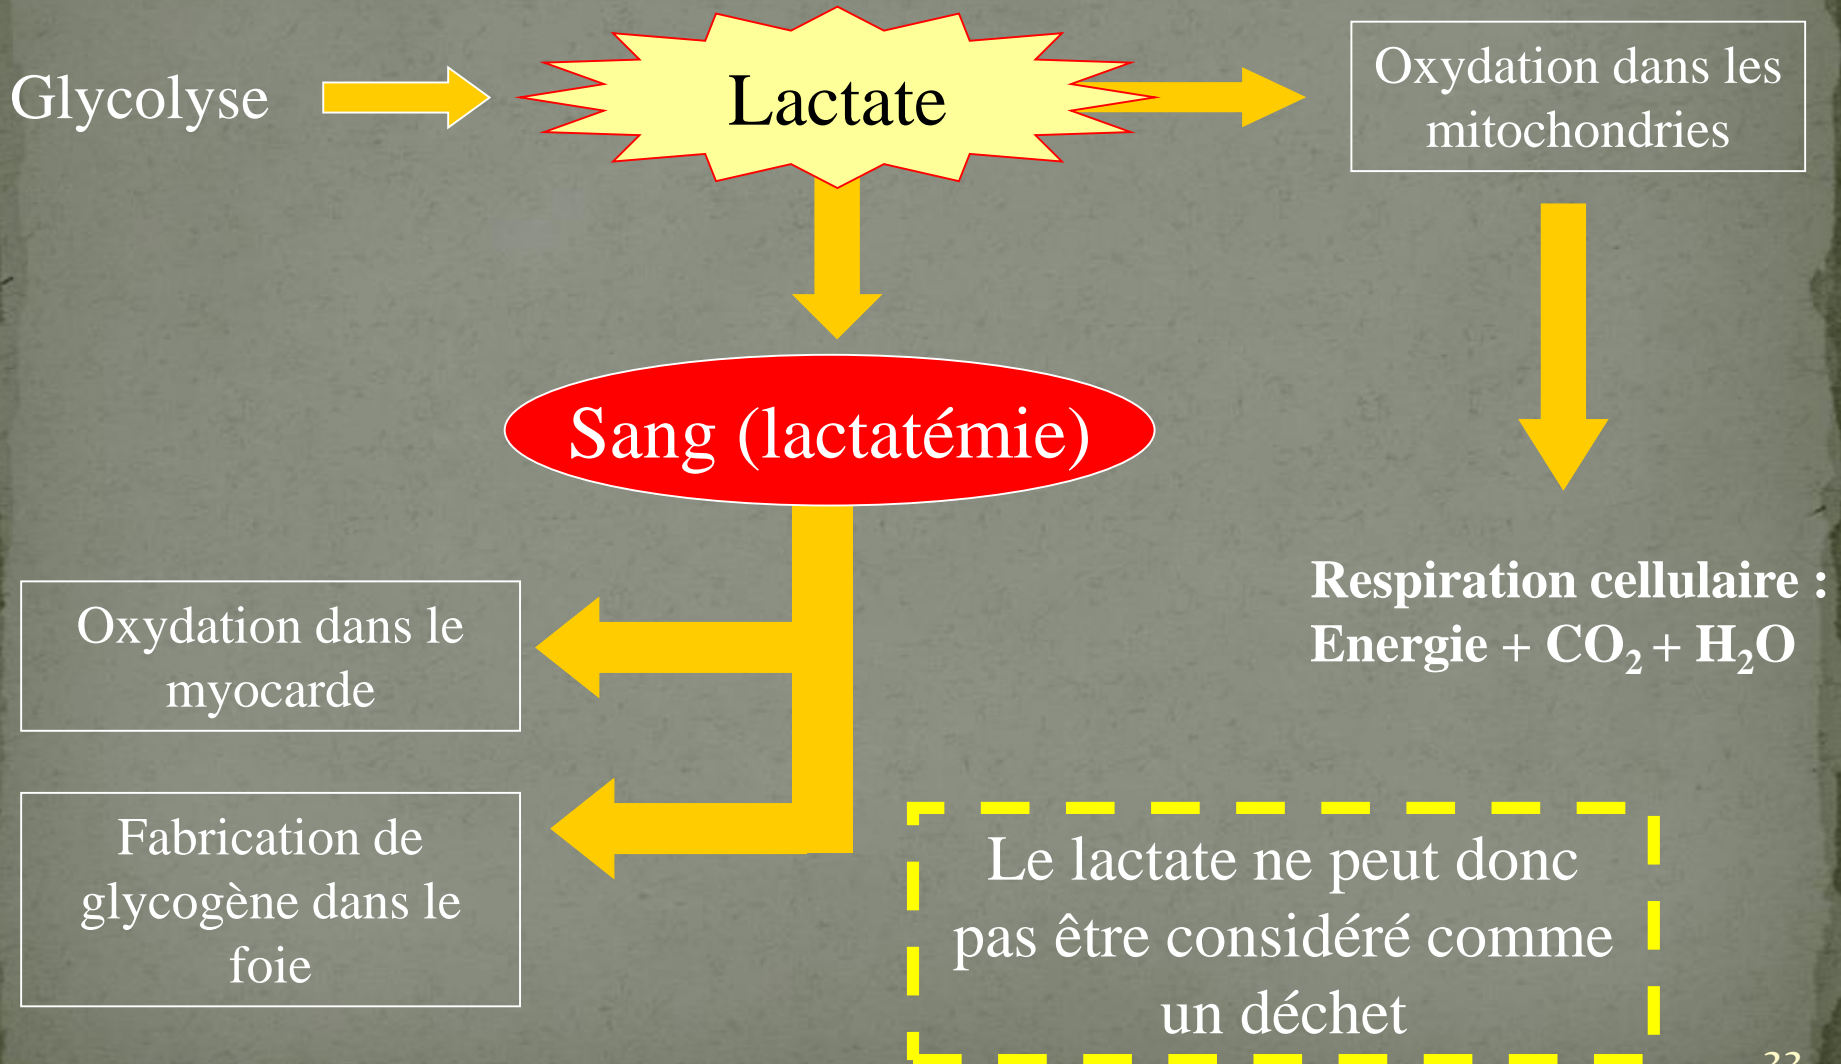 Glycolyse
Lactate
Oxydation dans les
mitochondries
Sang (lactatémie)
Respiration cellulaire :
Energie + CO₂ + H₂O
Oxydation dans le
myocarde
Fabrication de
glycogène dans le
foie
Le lactate ne peut donc
pas être considéré comme
un déchet